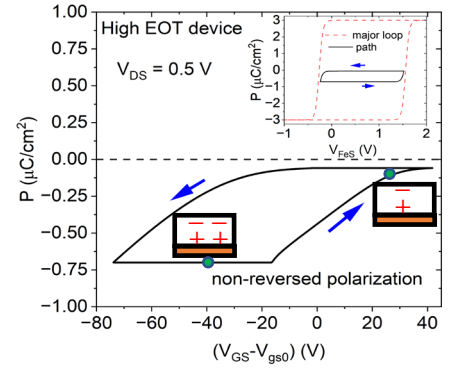 High EOT device
V_DS = 0.5 V
P (μC/cm²)
1.00
0.75
0.50
0.25
0.00
−0.25
−0.50
−0.75
−1.00
−80 −60 −40 −20 0 20 40
(V_GS-V_gs0) (V)
P (μC/cm²)
3
2
1
0
−1
−2
−3
major loop
path
−1 0 1 2
V_FeS (V)
− −
+ +
−
+
non-reversed polarization